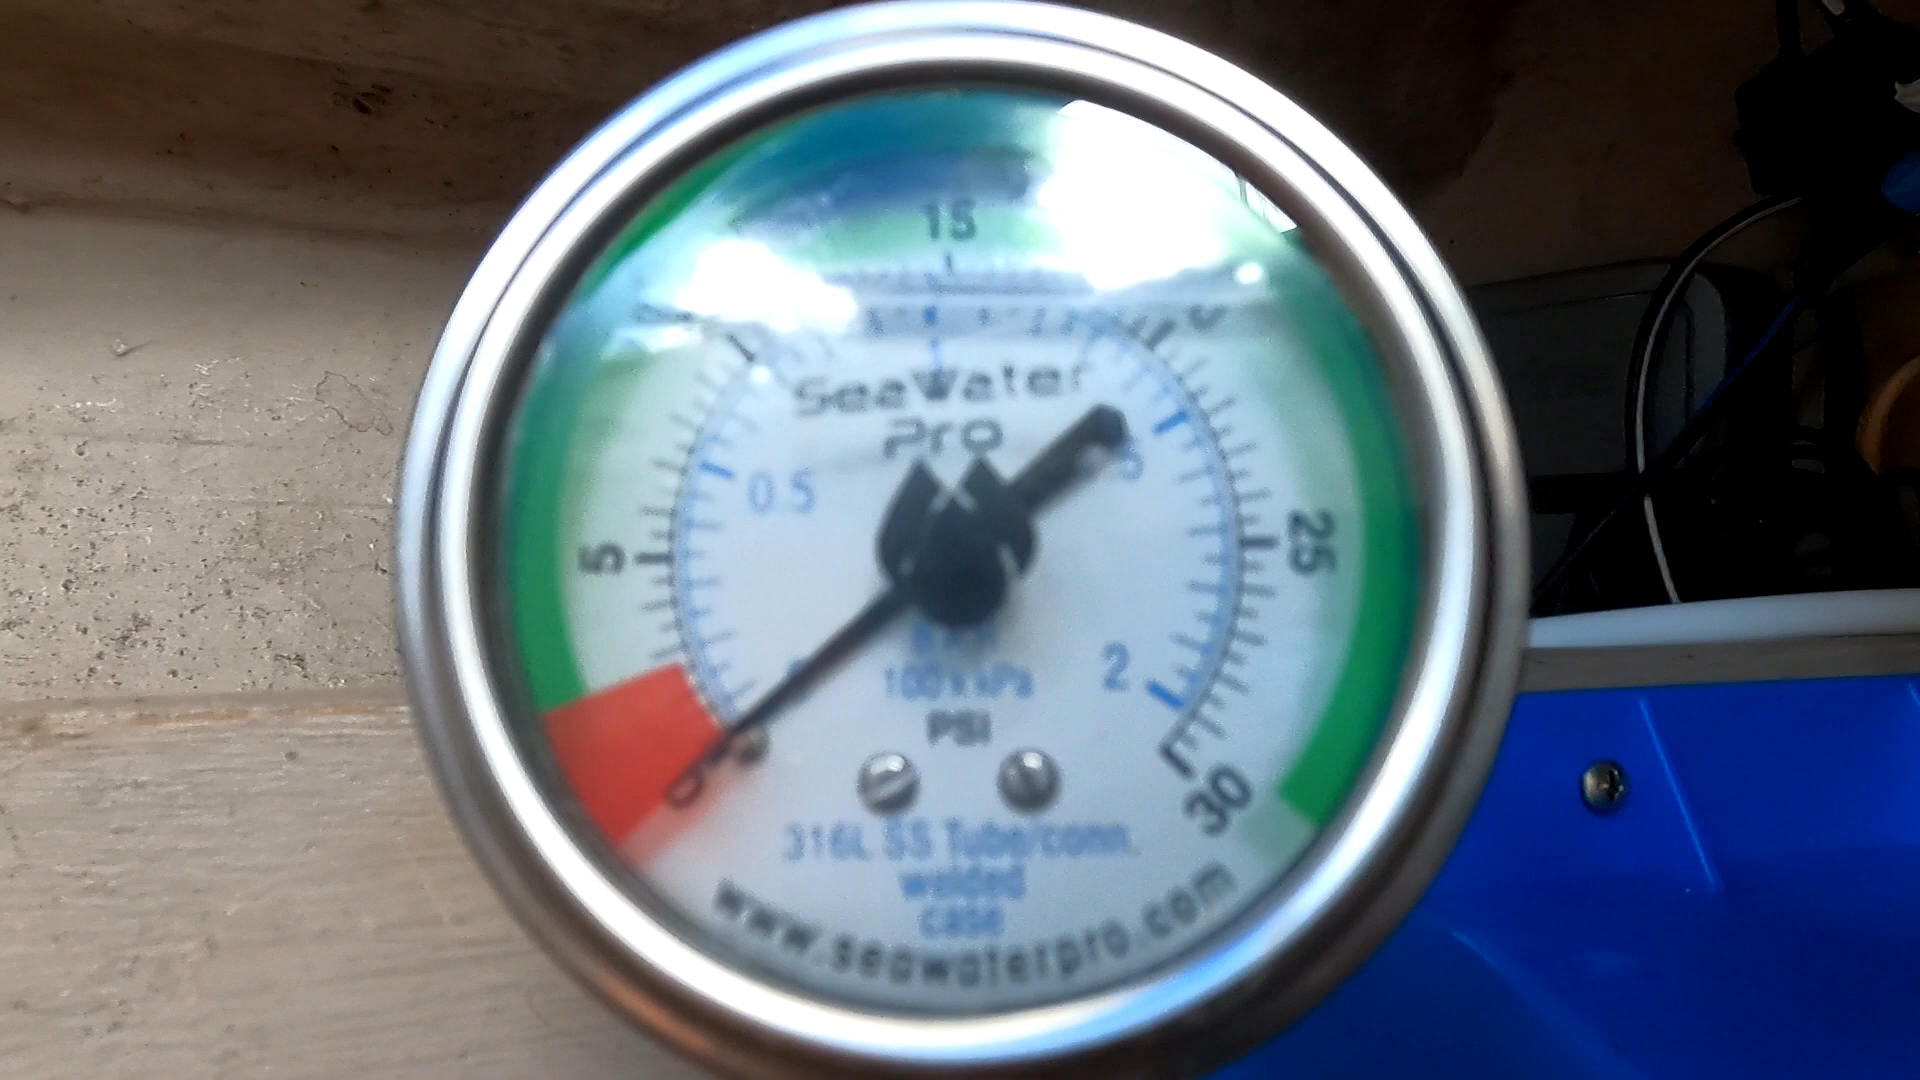 15
SeaWater
Pro
0.5
5
25
2
100 x kPa
PSI
0
30
316L SS Tube/conn.
welded
case
www.seawaterpro.com